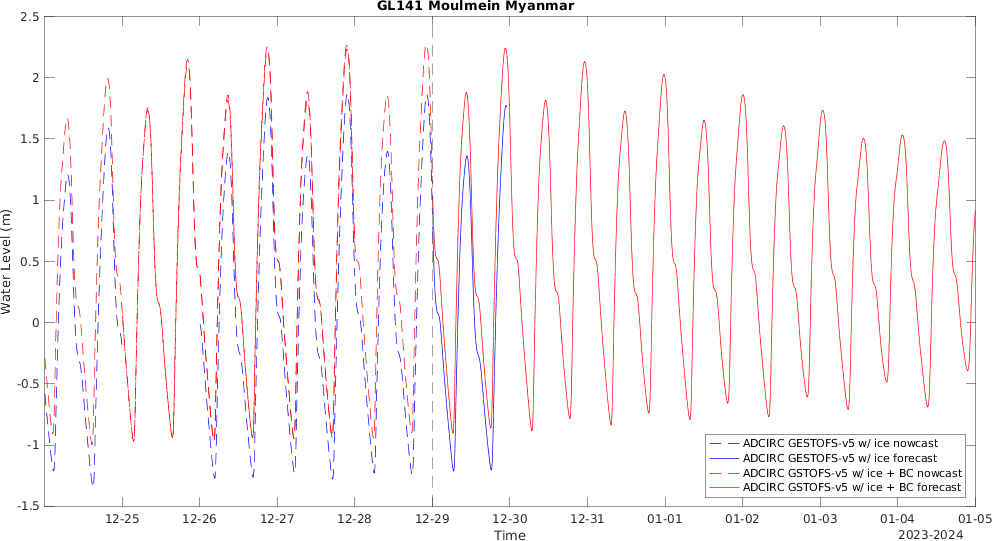 GL141 Moulmein Myanmar
2.5
2
1.5
1
0.5
0
-0.5
-1
-1.5
Water Level (m)
12-25 12-26 12-27 12-28 12-29 12-30 12-31 01-01 01-02 01-03 01-04 01-05
Time
2023-2024
ADCIRC GESTOFS-v5 w/ ice nowcast
ADCIRC GESTOFS-v5 w/ ice forecast
ADCIRC GSTOFS-v5 w/ ice + BC nowcast
ADCIRC GSTOFS-v5 w/ ice + BC forecast